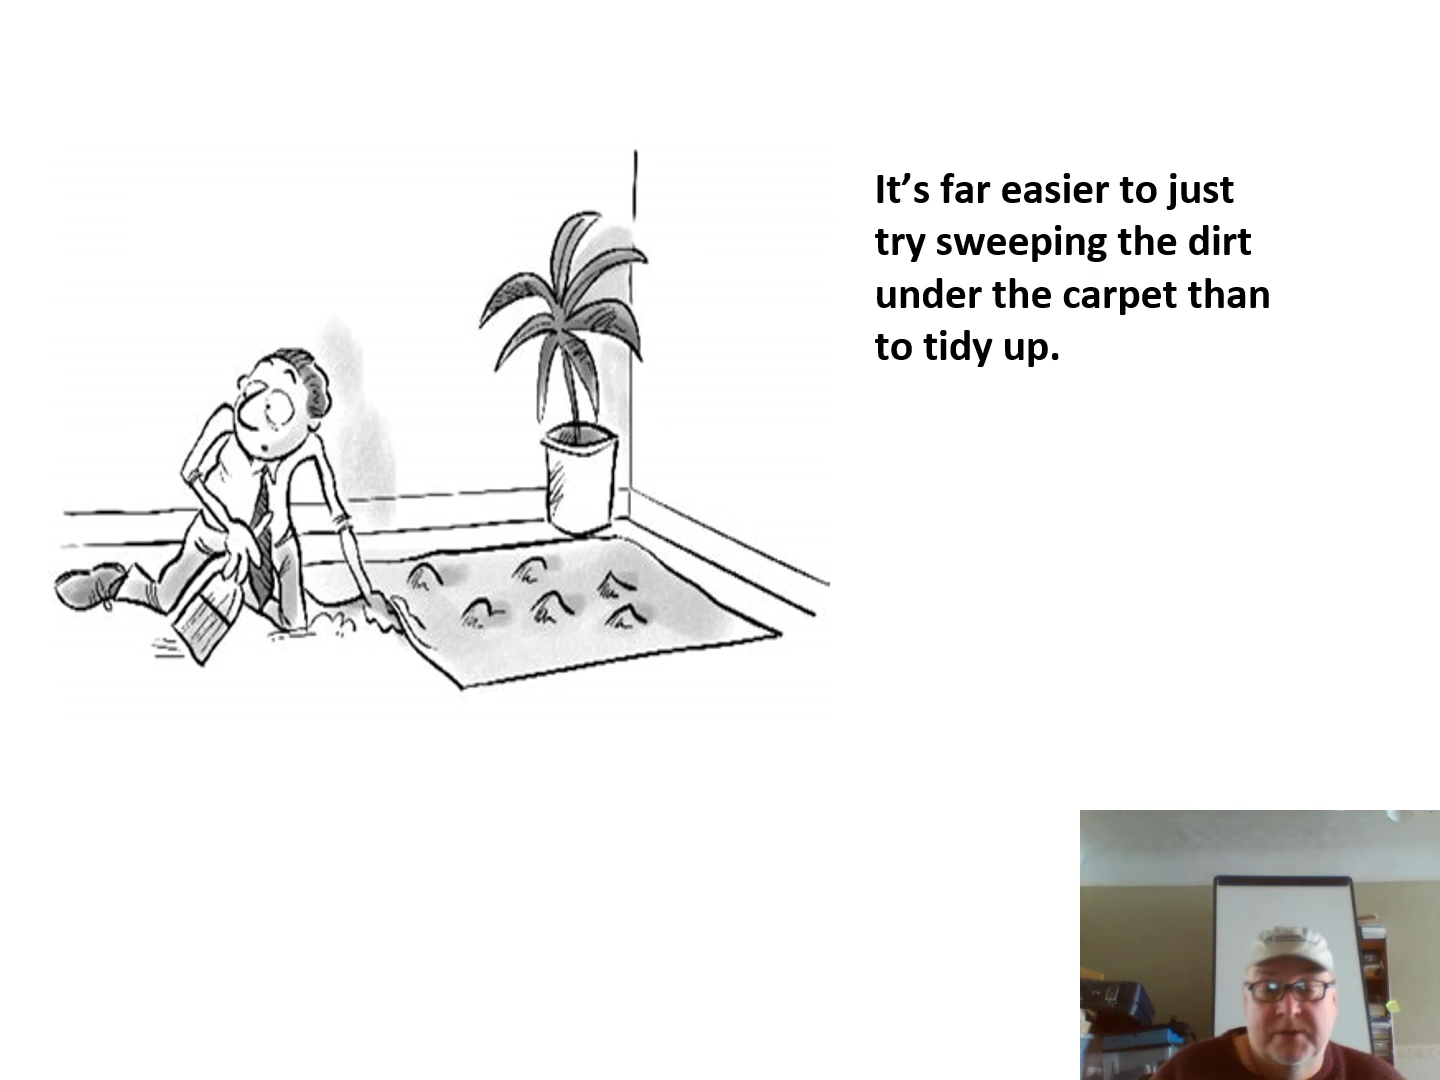 It’s far easier to just
try sweeping the dirt
under the carpet than
to tidy up.